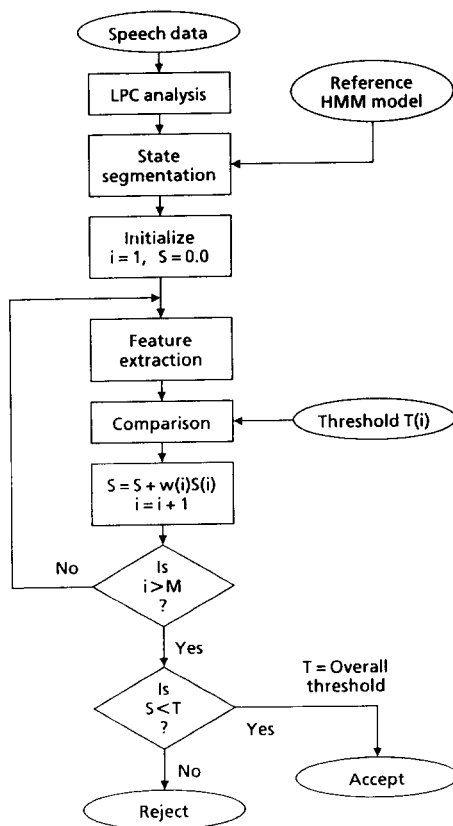 Speech data
LPC analysis
Reference
HMM model
State
segmentation
Initialize
i = 1, S = 0.0
Feature
extraction
Comparison
Threshold T(i)
S = S + w(i)S(i)
i = i + 1
No
Is
i > M
?
Yes
T = Overall
threshold
Is
S < T
?
Yes
No
Accept
Reject